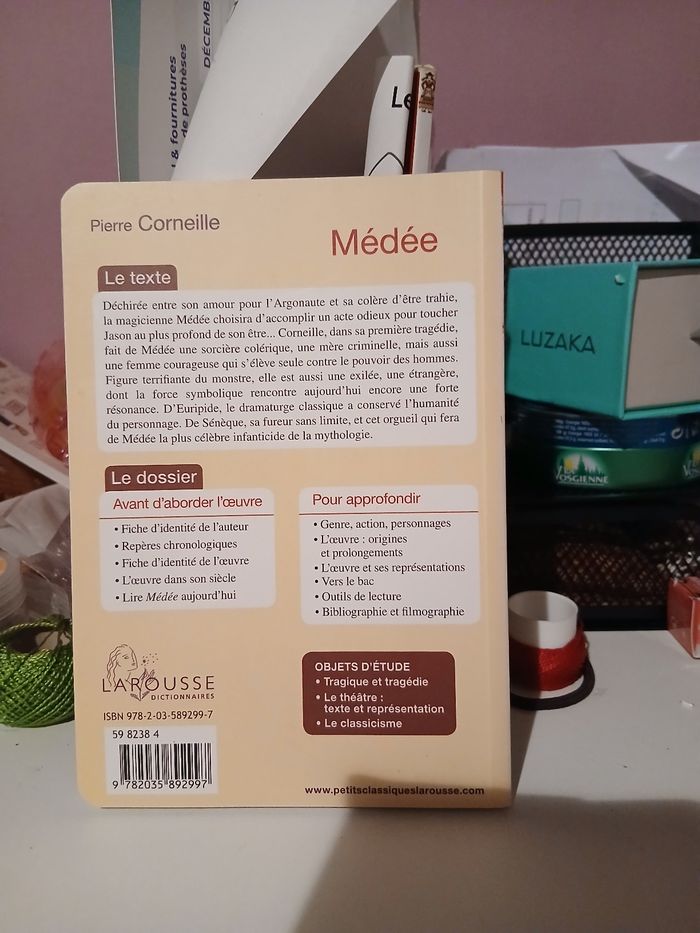 DÉCEMB
& fournitures
de prothèses
Le
Pierre Corneille
Médée
Le texte
Déchirée entre son amour pour l'Argonaute et sa colère d'être trahie,
la magicienne Médée choisira d'accomplir un acte odieux pour toucher
Jason au plus profond de son être... Corneille, dans sa première tragédie,
fait de Médée une sorcière colérique, une mère criminelle, mais aussi
une femme courageuse qui s'élève seule contre le pouvoir des hommes.
Figure terrifiante du monstre, elle est aussi une exilée, une étrangère,
dont la force symbolique rencontre aujourd'hui encore une forte
résonance. D'Euripide, le dramaturge classique a conservé l'humanité
du personnage. De Sénèque, sa fureur sans limite, et cet orgueil qui fera
de Médée la plus célèbre infanticide de la mythologie.
Le dossier
Avant d'aborder l'œuvre
• Fiche d'identité de l'auteur
• Repères chronologiques
• Fiche d'identité de l'œuvre
• L'œuvre dans son siècle
• Lire Médée aujourd'hui
Pour approfondir
• Genre, action, personnages
• L'œuvre : origines
et prolongements
• L'œuvre et ses représentations
• Vers le bac
• Outils de lecture
• Bibliographie et filmographie
LAROUSSE
DICTIONNAIRES
ISBN 978-2-03-589299-7
59 8238 4
9 782035 892997
OBJETS D'ÉTUDE
• Tragique et tragédie
• Le théâtre :
texte et représentation
• Le classicisme
www.petitsclassiqueslarousse.com
LUZAKA
LA
VOSGIENNE